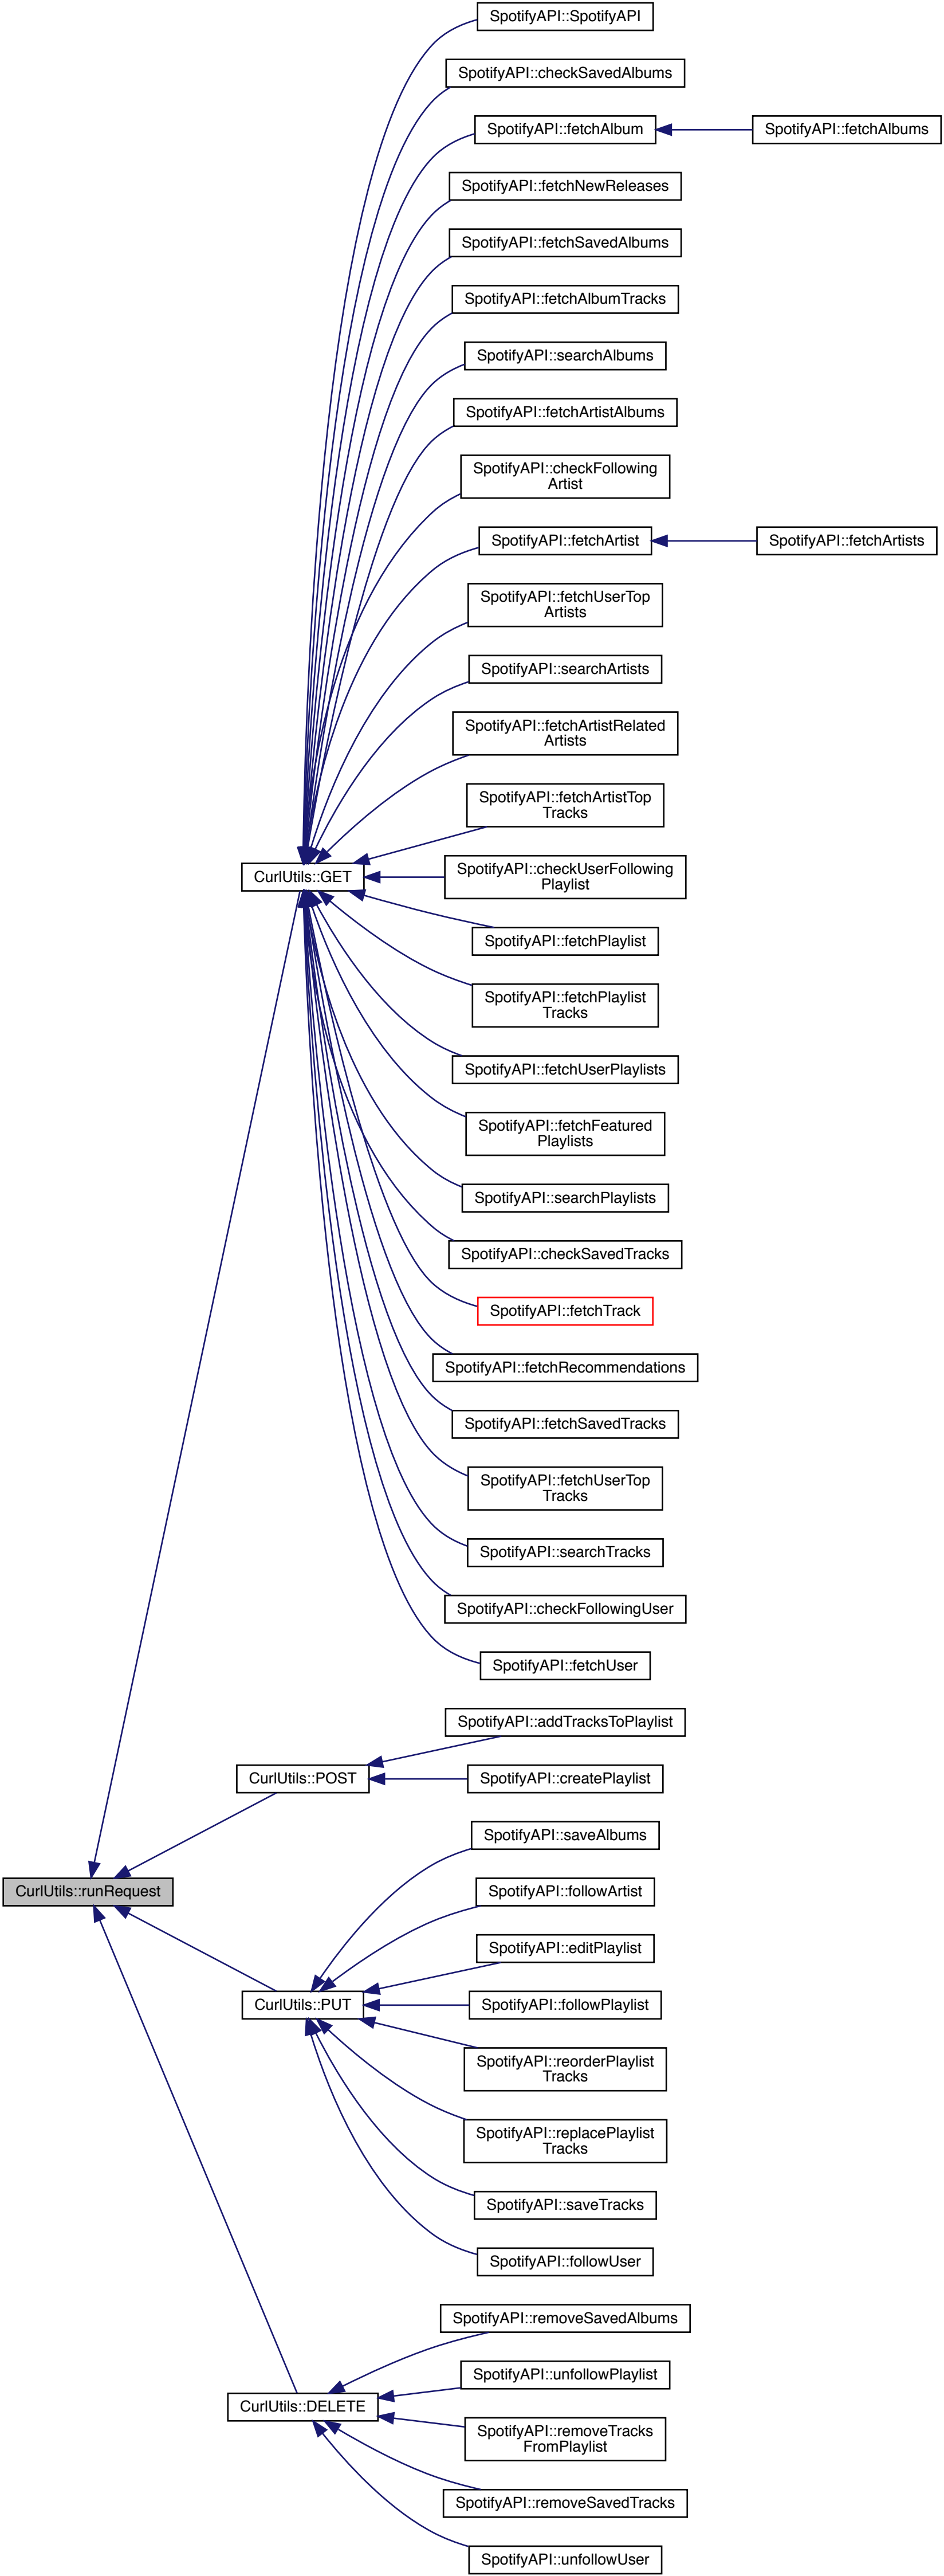 SpotifyAPI::SpotifyAPI
SpotifyAPI::checkSavedAlbums
SpotifyAPI::fetchAlbum
SpotifyAPI::fetchAlbums
SpotifyAPI::fetchNewReleases
SpotifyAPI::fetchSavedAlbums
SpotifyAPI::fetchAlbumTracks
SpotifyAPI::searchAlbums
SpotifyAPI::fetchArtistAlbums
SpotifyAPI::checkFollowing
Artist
SpotifyAPI::fetchArtist
SpotifyAPI::fetchArtists
SpotifyAPI::fetchUserTop
Artists
SpotifyAPI::searchArtists
SpotifyAPI::fetchArtistRelated
Artists
SpotifyAPI::fetchArtistTop
Tracks
CurlUtils::GET
SpotifyAPI::checkUserFollowing
Playlist
SpotifyAPI::fetchPlaylist
SpotifyAPI::fetchPlaylist
Tracks
SpotifyAPI::fetchUserPlaylists
SpotifyAPI::fetchFeatured
Playlists
SpotifyAPI::searchPlaylists
SpotifyAPI::checkSavedTracks
SpotifyAPI::fetchTrack
SpotifyAPI::fetchRecommendations
SpotifyAPI::fetchSavedTracks
SpotifyAPI::fetchUserTop
Tracks
SpotifyAPI::searchTracks
SpotifyAPI::checkFollowingUser
SpotifyAPI::fetchUser
SpotifyAPI::addTracksToPlaylist
CurlUtils::POST
SpotifyAPI::createPlaylist
SpotifyAPI::saveAlbums
CurlUtils::runRequest
SpotifyAPI::followArtist
SpotifyAPI::editPlaylist
CurlUtils::PUT
SpotifyAPI::followPlaylist
SpotifyAPI::reorderPlaylist
Tracks
SpotifyAPI::replacePlaylist
Tracks
SpotifyAPI::saveTracks
SpotifyAPI::followUser
SpotifyAPI::removeSavedAlbums
SpotifyAPI::unfollowPlaylist
CurlUtils::DELETE
SpotifyAPI::removeTracks
FromPlaylist
SpotifyAPI::removeSavedTracks
SpotifyAPI::unfollowUser